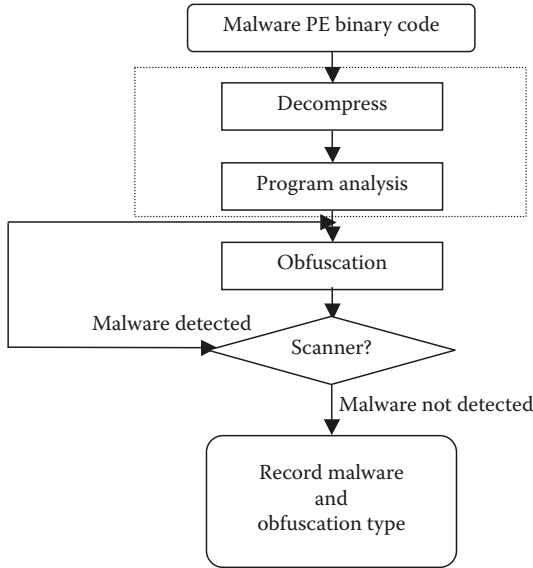 Malware PE binary code
Decompress
Program analysis
Obfuscation
Malware detected
Scanner?
Malware not detected
Record malware
and
obfuscation type